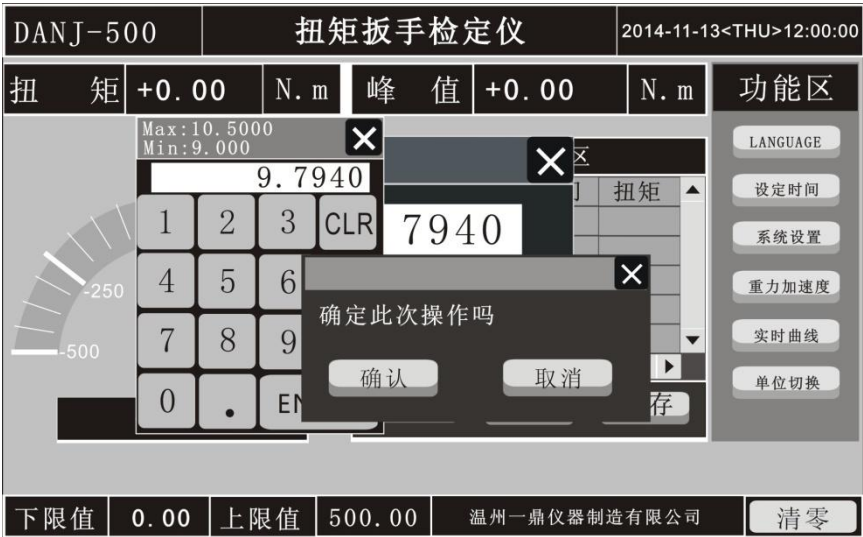 DANJ-500
扭矩扳手检定仪
2014-11-13<THU>12:00:00
扭 矩 +0.00 N.m
峰 值 +0.00 N.m
功能区
Max:10.5000
Min:9.000
9.7940
1 2 3 CLR
4 5 6
7 8 9
0 .
7940
区
扭矩
-250
-500
确定此次操作吗
确认 取消
存
LANGUAGE
设定时间
系统设置
重力加速度
实时曲线
单位切换
下限值 0.00 上限值 500.00
温州一鼎仪器制造有限公司
清零